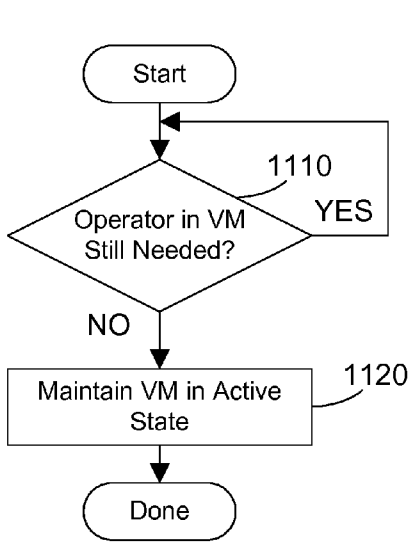 Start
1110
Operator in VM
Still Needed?
YES
NO
1120
Maintain VM in Active
State
Done